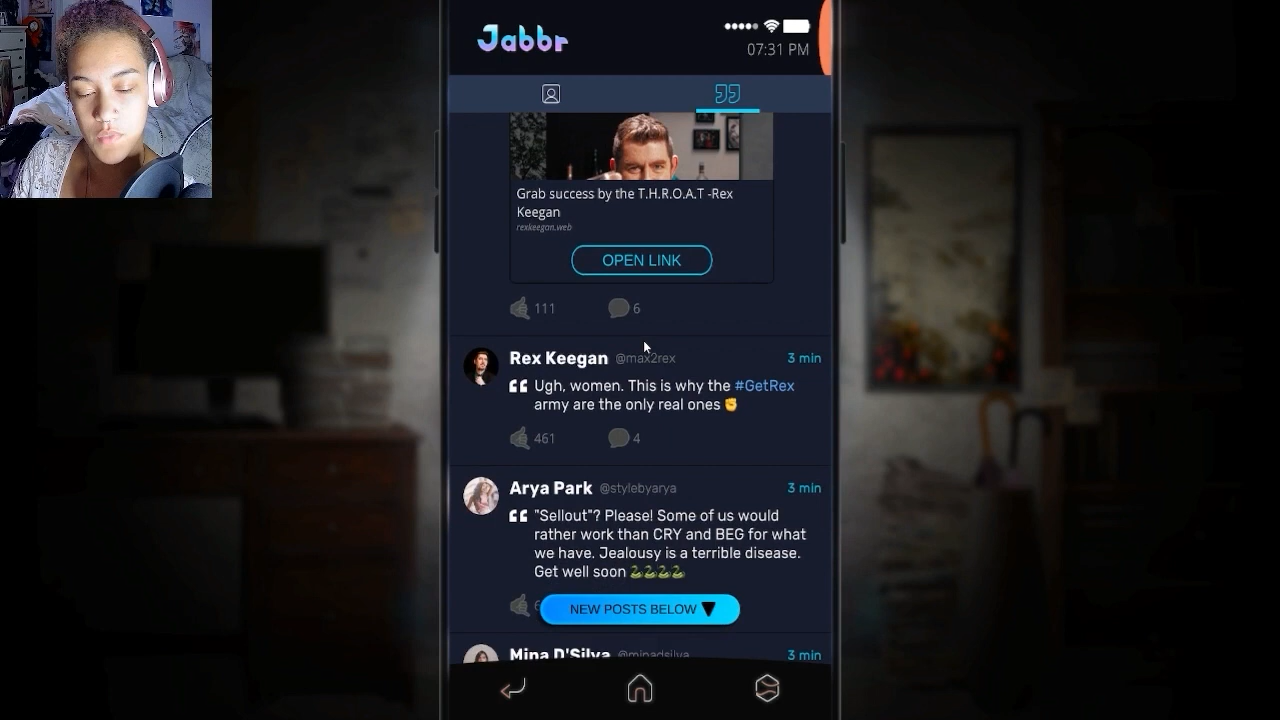 Jabbr
07:31 PM
Grab success by the T.H.R.O.A.T -Rex
Keegan
rexkeegan.web
OPEN LINK
111 6
Rex Keegan @max2rex 3 min
Ugh, women. This is why the #GetRex
army are the only real ones ✊
461 4
Arya Park @stylebyarya 3 min
"Sellout"? Please! Some of us would
rather work than CRY and BEG for what
we have. Jealousy is a terrible disease.
Get well soon 🐍🐍🐍🐍
NEW POSTS BELOW ▼
Mina D'Silva @minadsilva 3 min